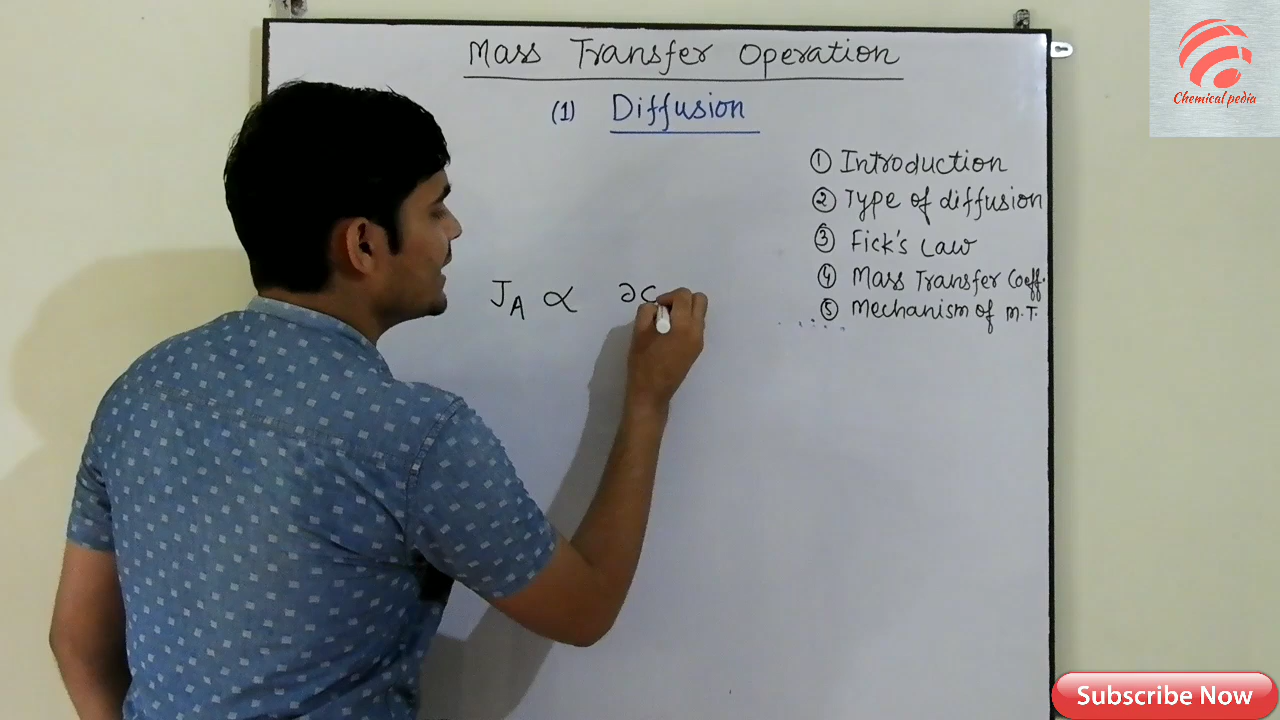 Mass Transfer Operation
(1) Diffusion
① Introduction
② Type of diffusion
③ Fick's Law
④ Mass Transfer Coeff.
⑤ Mechanism of M.T.
J_A ∝ ∂C
Chemical pedia
Subscribe Now